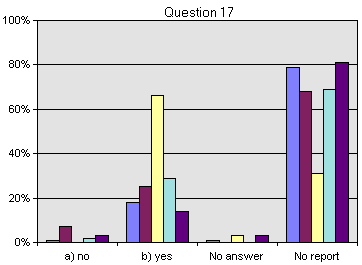 Question 17
100%
80%
60%
40%
20%
0%
a) no
b) yes
No answer
No report